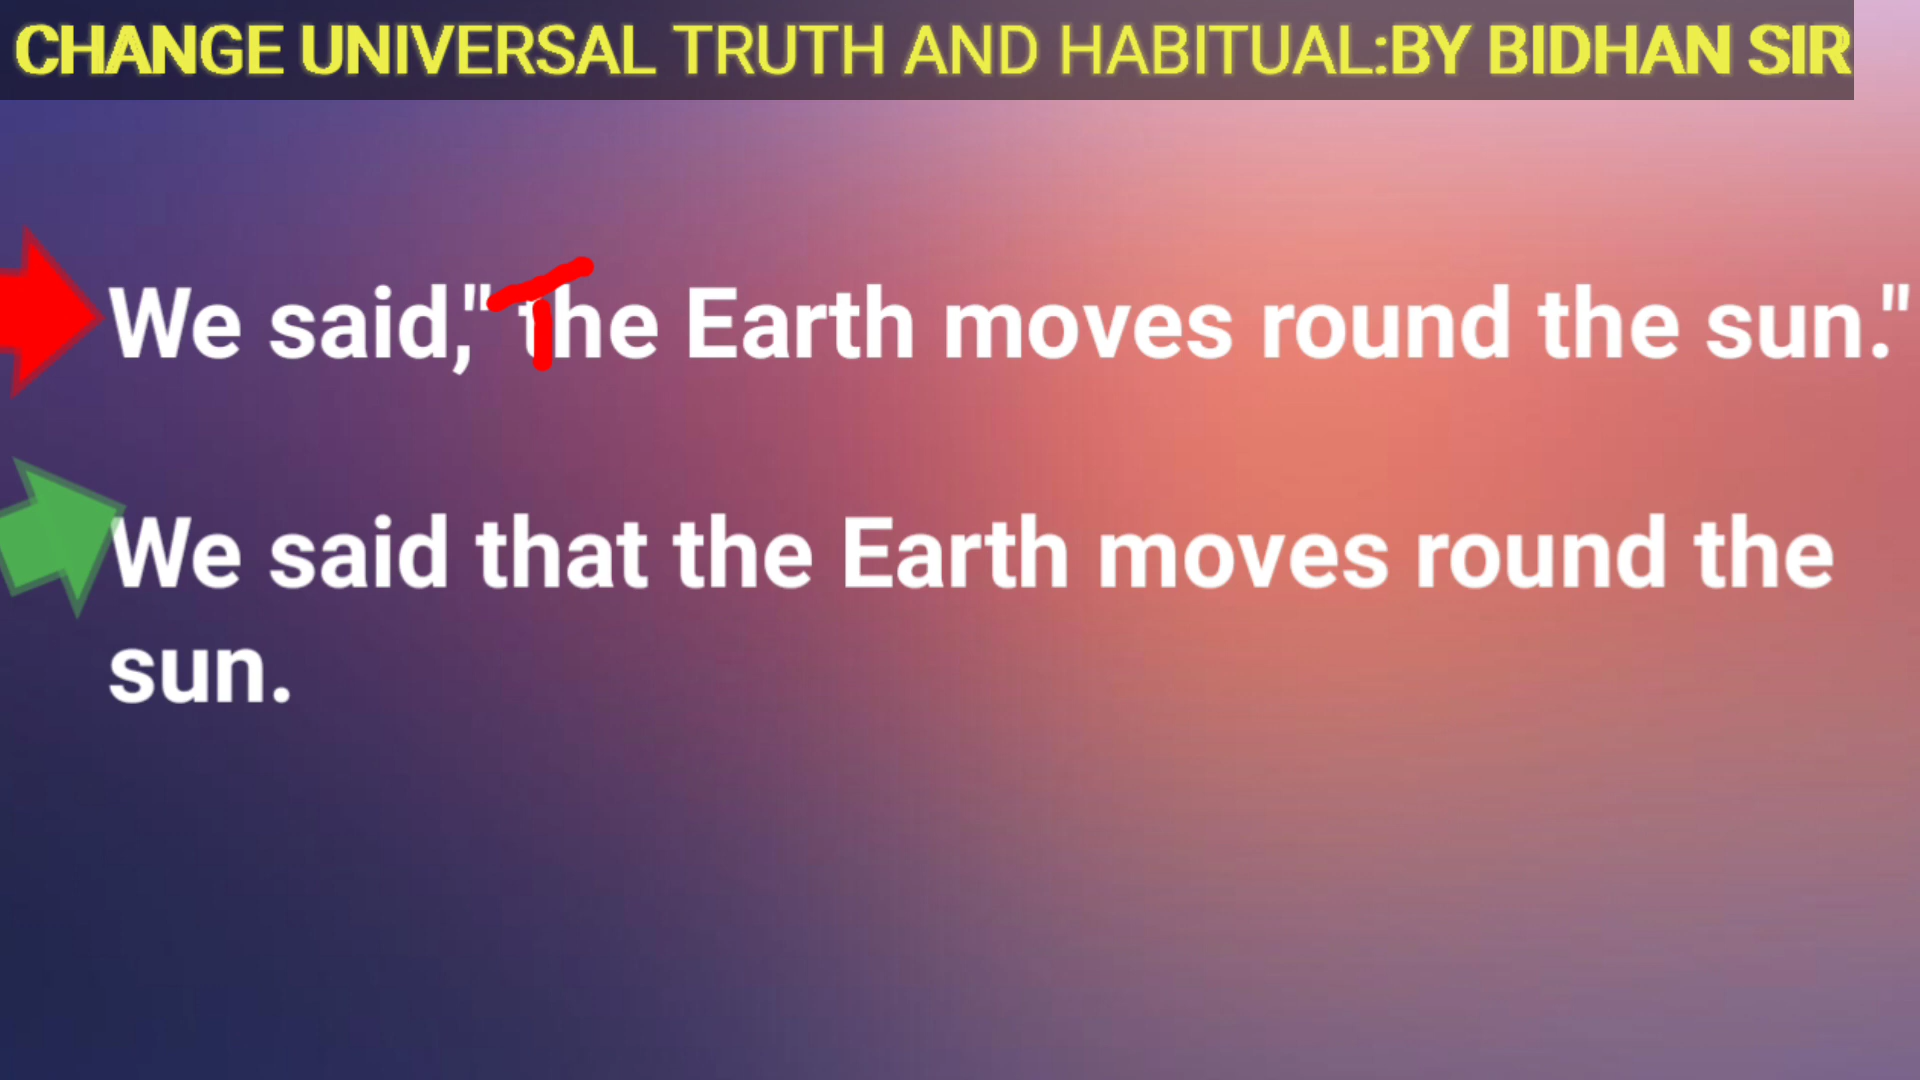 CHANGE UNIVERSAL TRUTH AND HABITUAL:BY BIDHAN SIR
We said," The Earth moves round the sun."
We said that the Earth moves round the
sun.